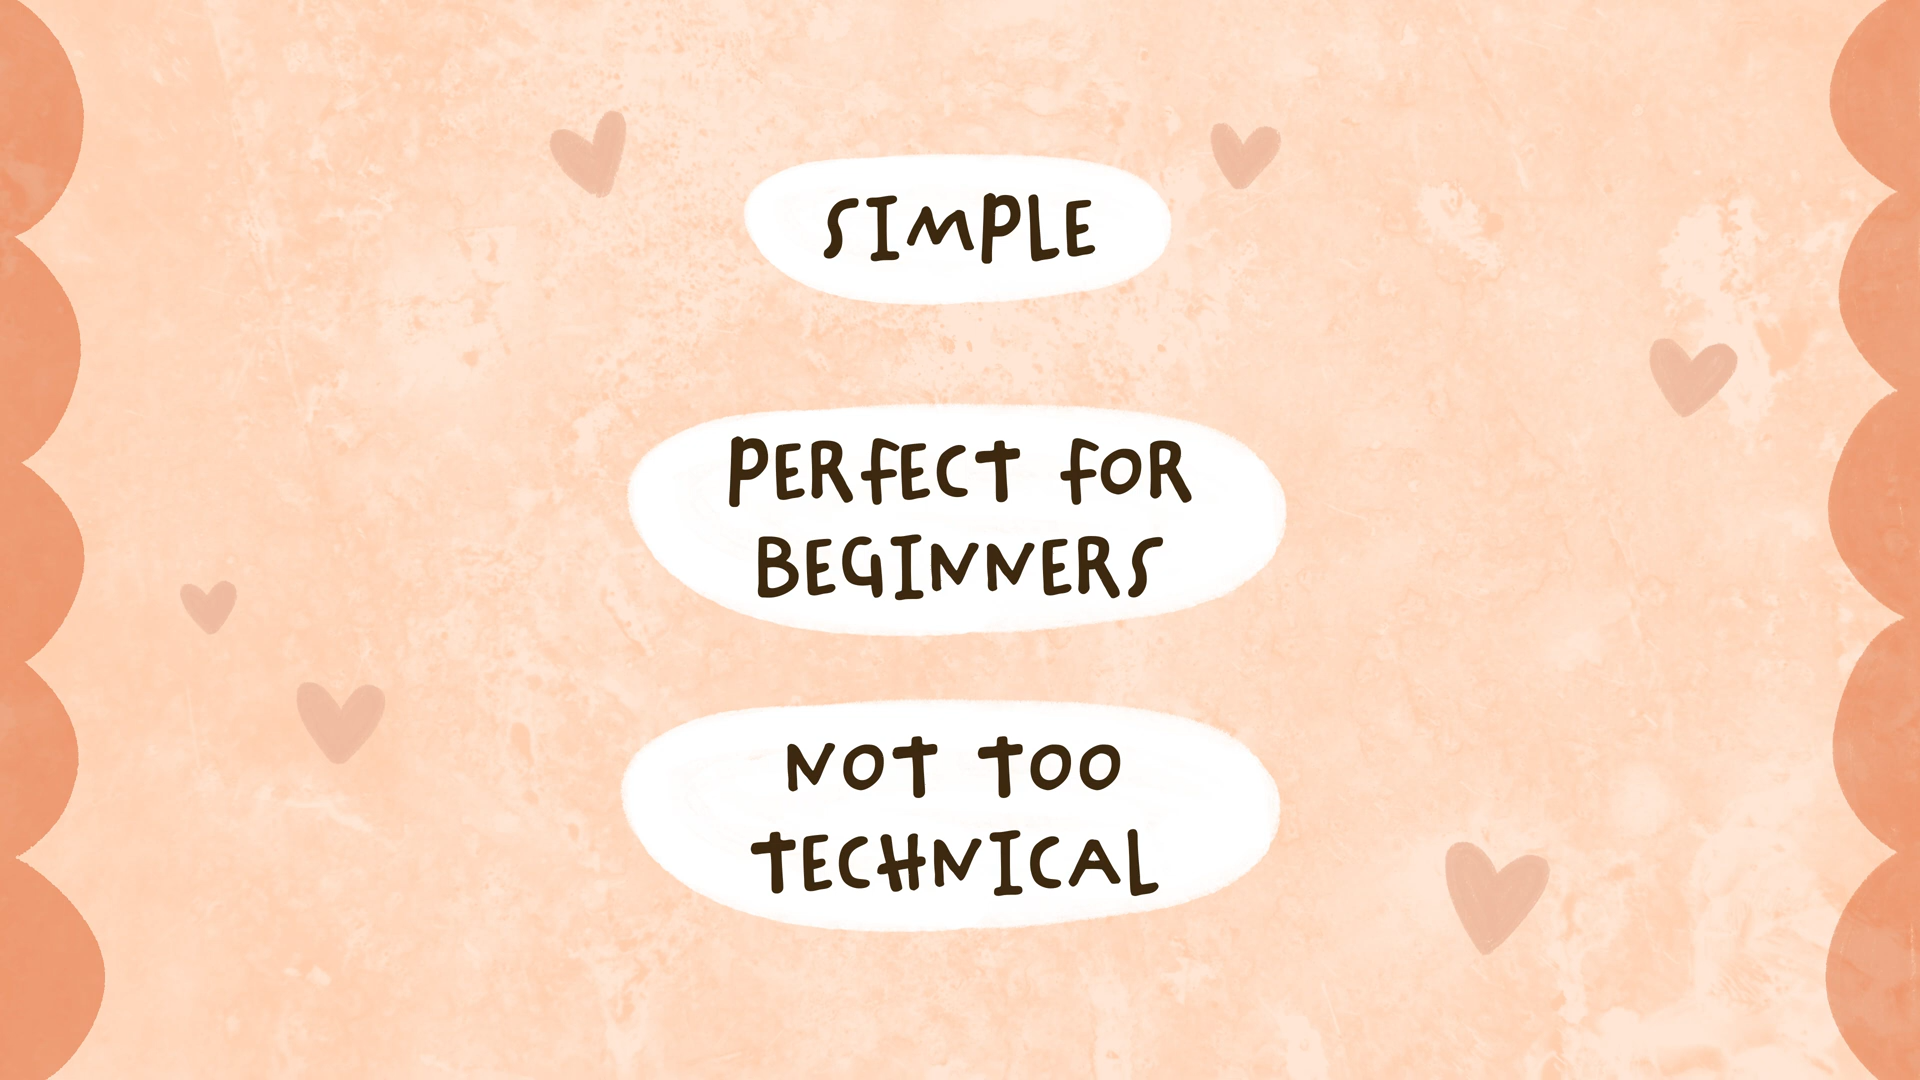 SIMPLE
PERFECT FOR
BEGINNERS
NOT TOO
TECHNICAL